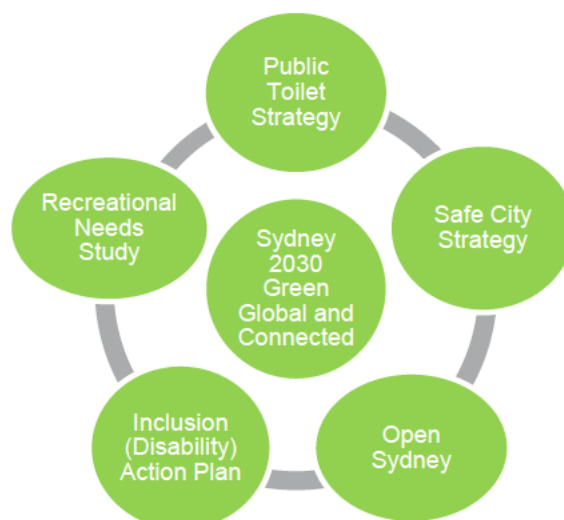 Public
Toilet
Strategy
Safe City
Strategy
Open
Sydney
Inclusion
(Disability)
Action Plan
Recreational
Needs
Study
Sydney
2030
Green
Global and
Connected